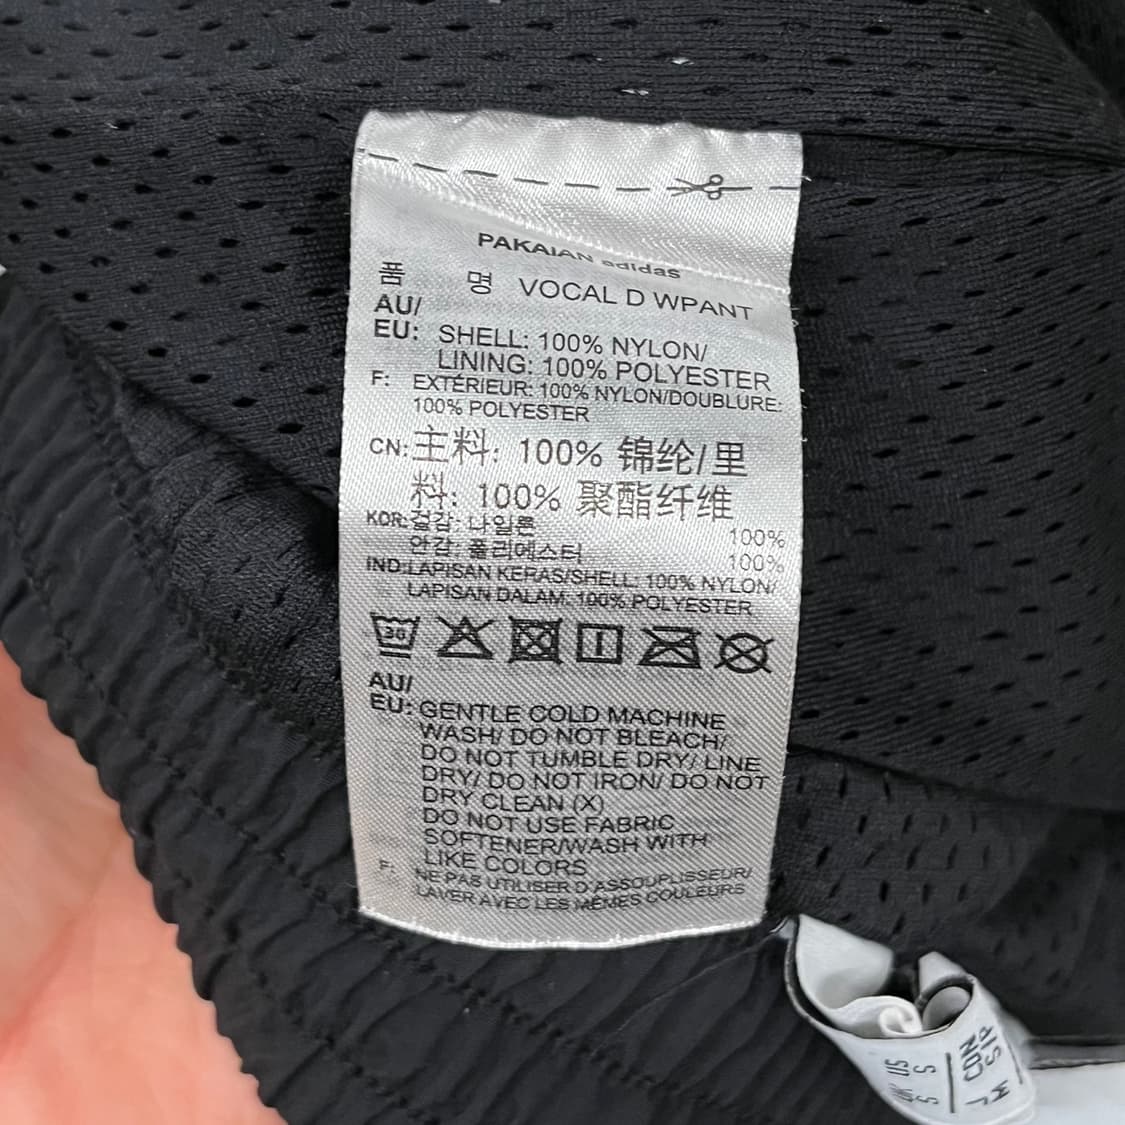 PAKAIAN adidas
품 명 VOCAL D WPANT
AU/
EU: SHELL: 100% NYLON/
LINING: 100% POLYESTER
F: EXTÉRIEUR: 100% NYLON/DOUBLURE:
100% POLYESTER
CN: 主料: 100% 锦纶/里
料: 100% 聚酯纤维
KOR: 겉감: 나일론 100%
안감: 폴리에스터 100%
IND: LAPISAN KERAS/SHELL: 100% NYLON/
LAPISAN DALAM: 100% POLYESTER
30
AU/
EU: GENTLE COLD MACHINE
WASH/ DO NOT BLEACH/
DO NOT TUMBLE DRY/ LINE
DRY/ DO NOT IRON/ DO NOT
DRY CLEAN (X)
DO NOT USE FABRIC
SOFTENER/WASH WITH
LIKE COLORS
F: NE PAS UTILISER D'ASSOUPLISSEUR/
LAVER AVEC LES MÊMES COULEURS
US S